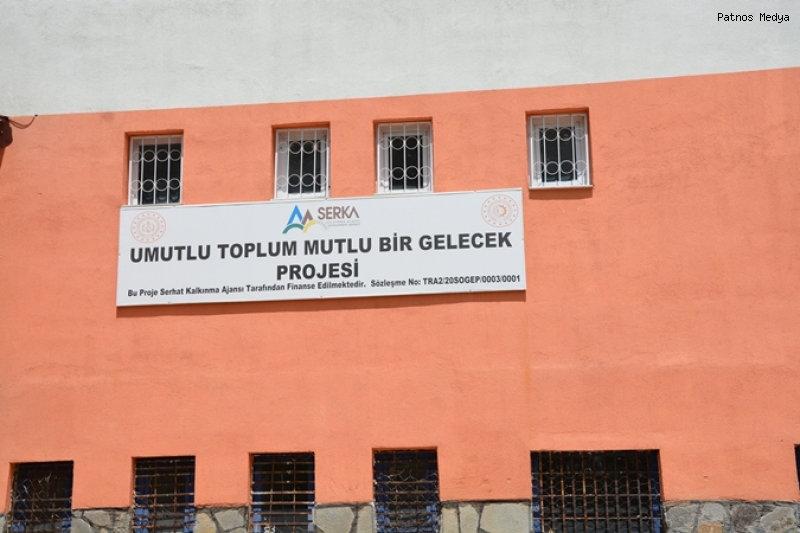 Patnos Medya
SERKA
UMUTLU TOPLUM MUTLU BİR GELECEK
PROJESİ
Bu Proje Serhat Kalkınma Ajansı Tarafından Finanse Edilmektedir. Sözleşme No: TRA2/20SOGEP/0003/0001